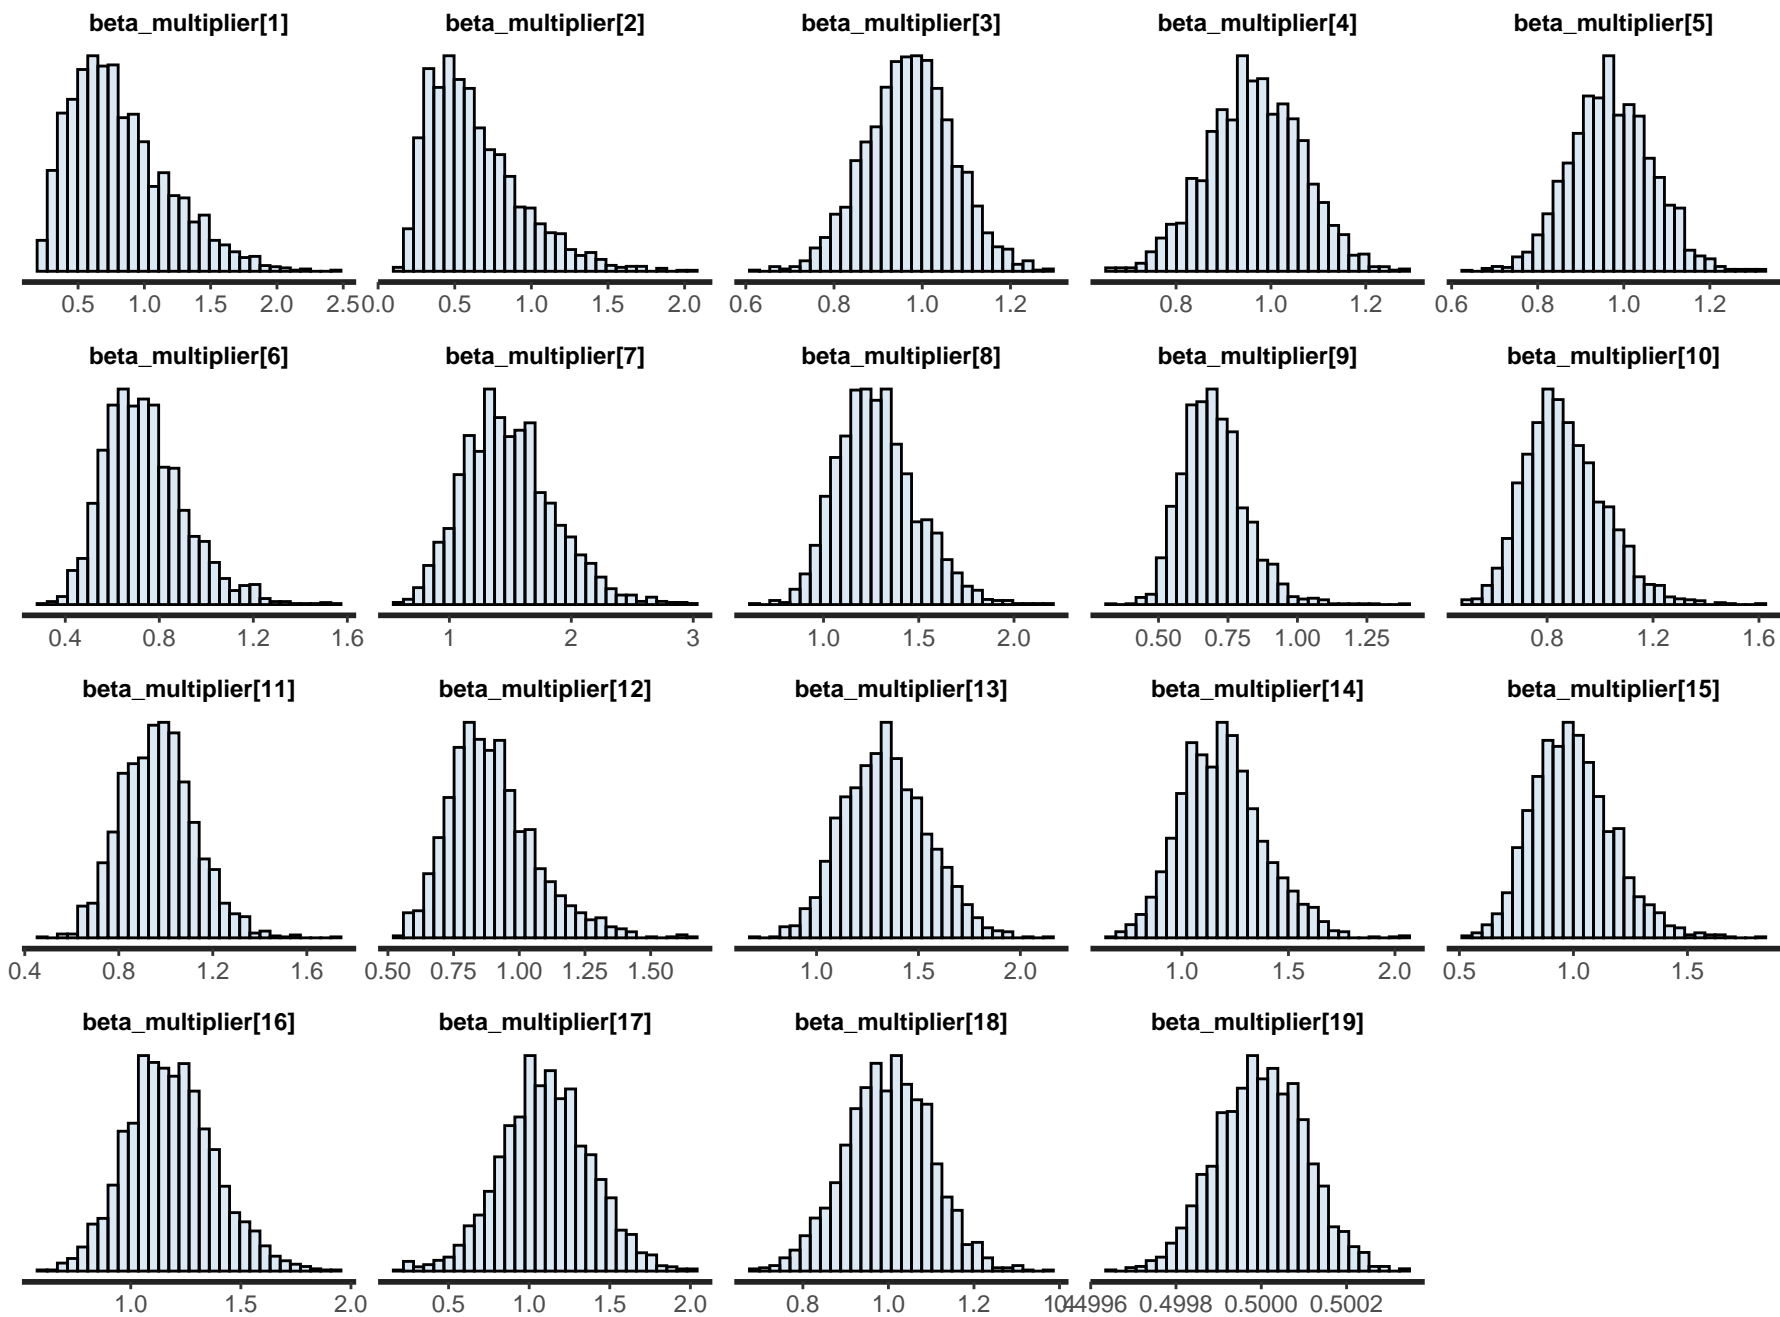 beta_multiplier[1] beta_multiplier[2] beta_multiplier[3] beta_multiplier[4] beta_multiplier[5]
0.5 1.0 1.5 2.0 2.5 0.0 0.5 1.0 1.5 2.0 0.6 0.8 1.0 1.2 0.8 1.0 1.2 0.6 0.8 1.0 1.2
beta_multiplier[6] beta_multiplier[7] beta_multiplier[8] beta_multiplier[9] beta_multiplier[10]
0.4 0.8 1.2 1.6 1 2 3 1.0 1.5 2.0 0.50 0.75 1.00 1.25 0.8 1.2 1.6
beta_multiplier[11] beta_multiplier[12] beta_multiplier[13] beta_multiplier[14] beta_multiplier[15]
0.4 0.8 1.2 1.6 0.50 0.75 1.00 1.25 1.50 1.0 1.5 2.0 1.0 1.5 2.0 0.5 1.0 1.5
beta_multiplier[16] beta_multiplier[17] beta_multiplier[18] beta_multiplier[19]
1.0 1.5 2.0 0.5 1.0 1.5 2.0 0.8 1.0 1.2 1.4 0.4996 0.4998 0.5000 0.5002